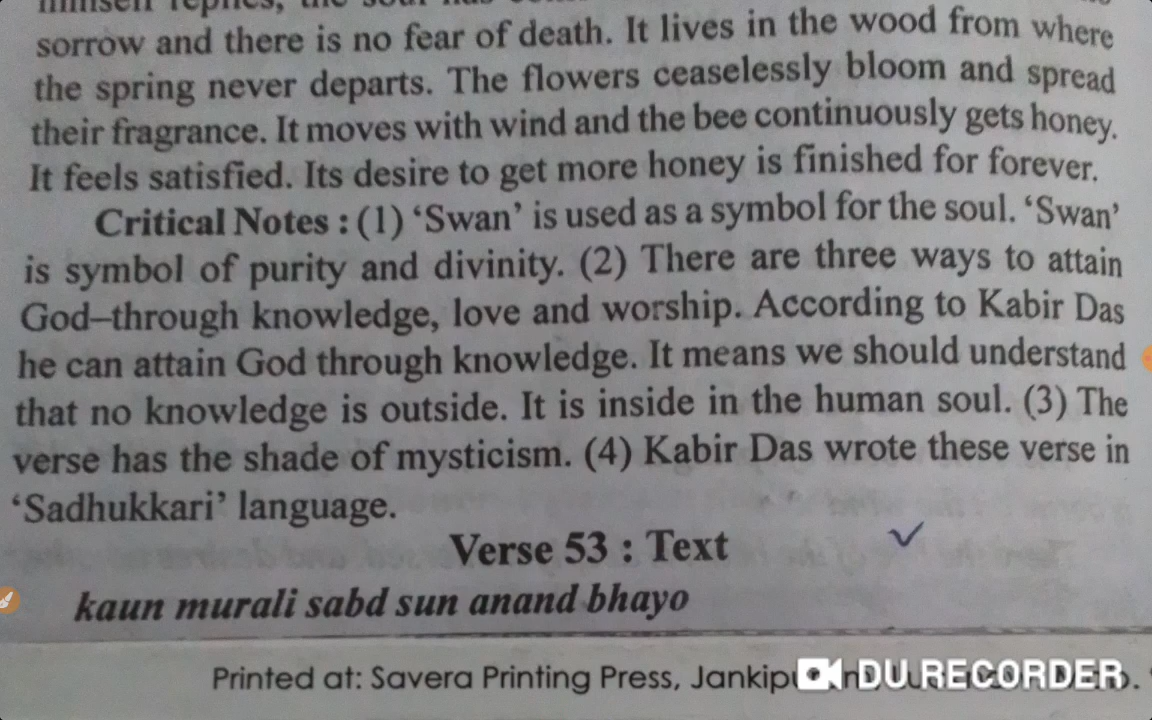 sorrow and there is no fear of death. It lives in the wood from where
the spring never departs. The flowers ceaselessly bloom and spread
their fragrance. It moves with wind and the bee continuously gets honey.
It feels satisfied. Its desire to get more honey is finished for forever.
Critical Notes : (1) ‘Swan’ is used as a symbol for the soul. ‘Swan’
is symbol of purity and divinity. (2) There are three ways to attain
God–through knowledge, love and worship. According to Kabir Das
he can attain God through knowledge. It means we should understand
that no knowledge is outside. It is inside in the human soul. (3) The
verse has the shade of mysticism. (4) Kabir Das wrote these verse in
‘Sadhukkari’ language.
Verse 53 : Text
kaun murali sabd sun anand bhayo
Printed at: Savera Printing Press,
DU RECORDER